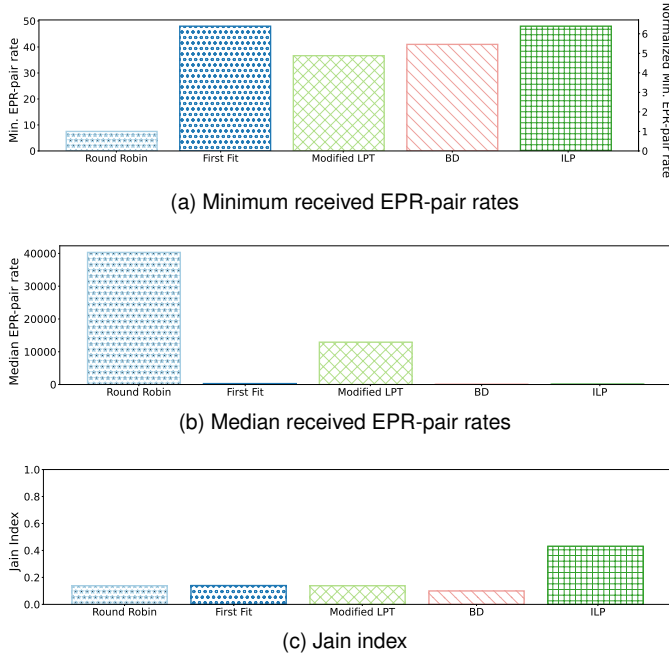 50
40
30
20
10
0
Min. EPR-pair rate
6
5
4
3
2
1
0
Normalized Min. EPR-pair rate
Round Robin First Fit Modified LPT BD ILP
(a) Minimum received EPR-pair rates
40000
30000
20000
10000
0
Median EPR-pair rate
Round Robin First Fit Modified LPT BD ILP
(b) Median received EPR-pair rates
1.0
0.8
0.6
0.4
0.2
0.0
Jain Index
Round Robin First Fit Modified LPT BD ILP
(c) Jain index